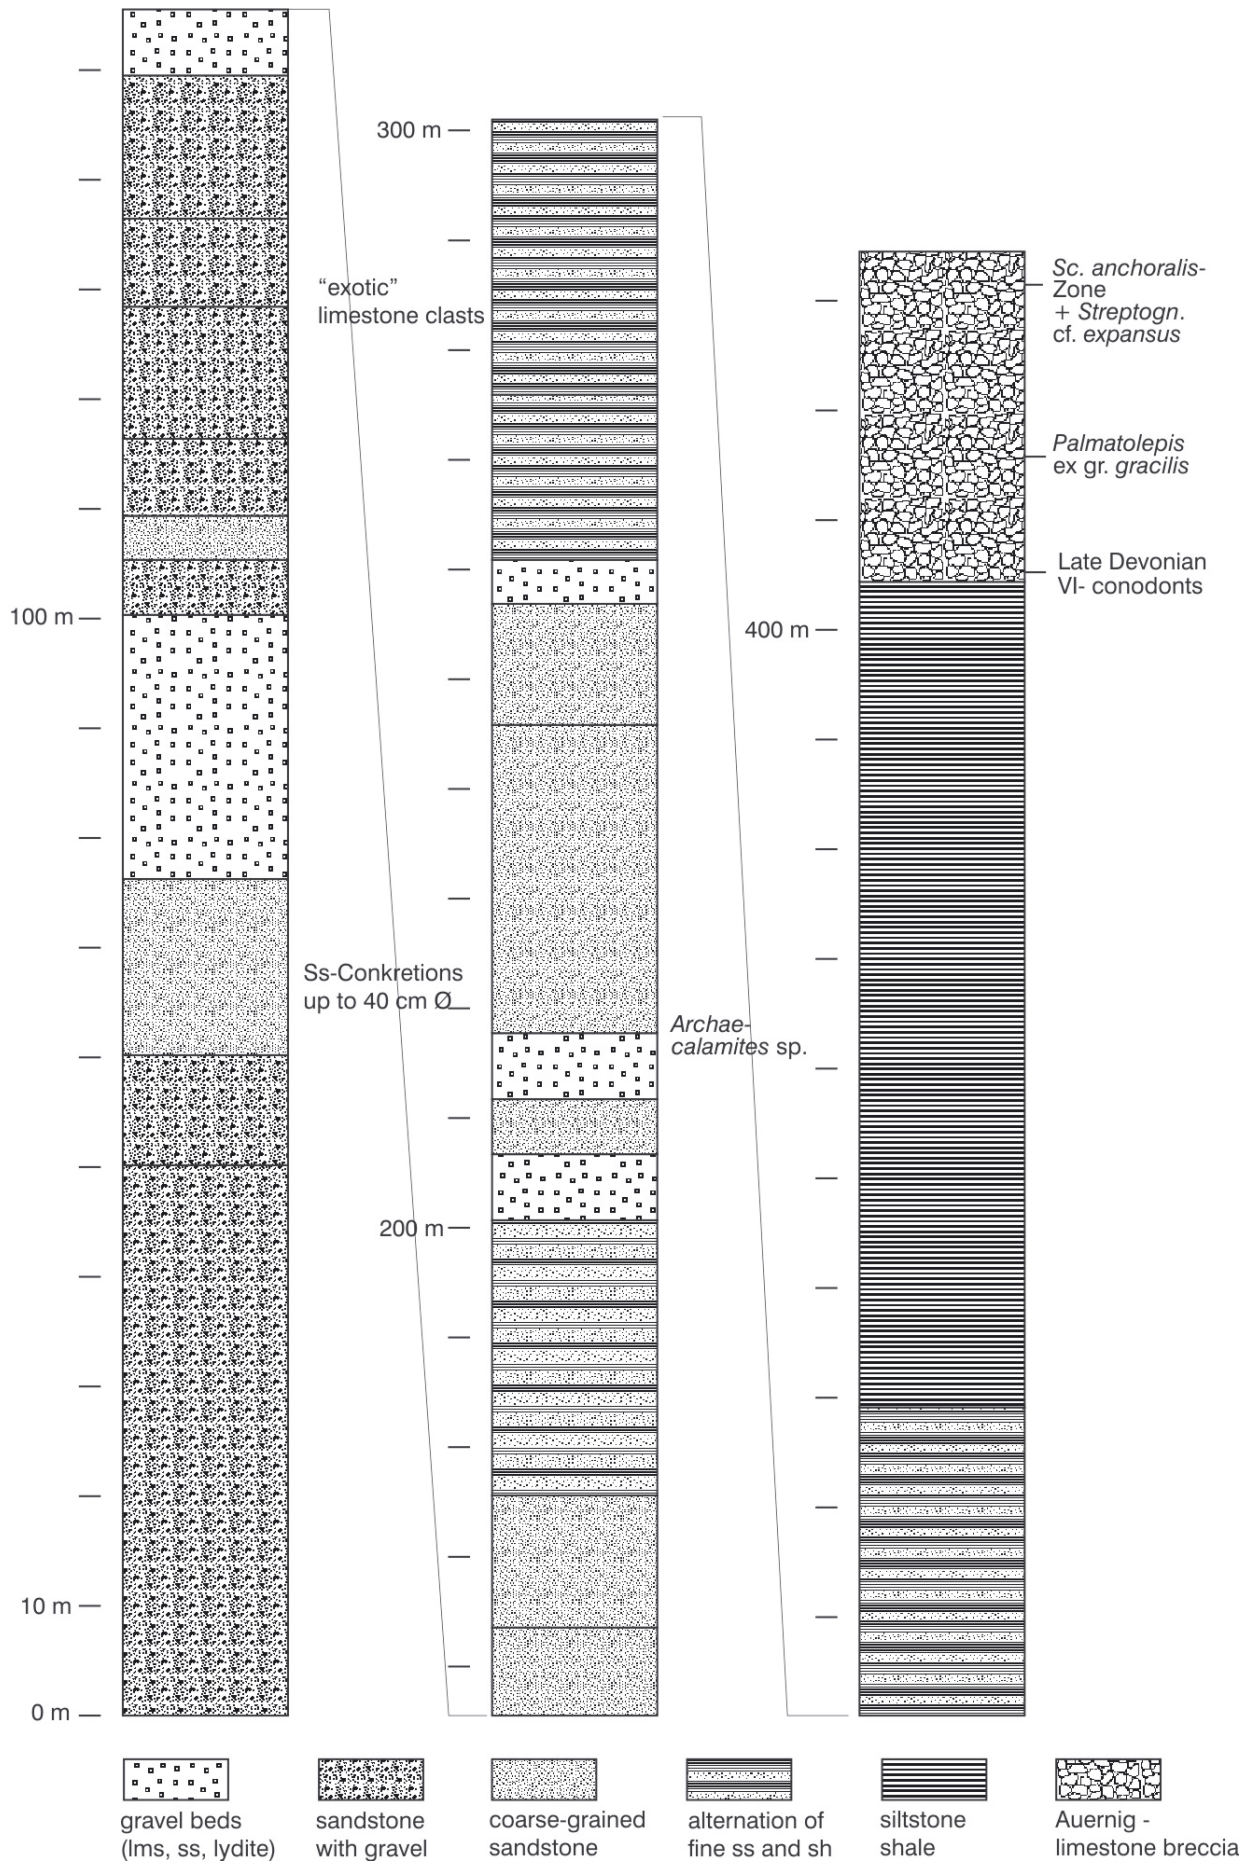 300 m
"exotic"
limestone clasts
Sc. anchoralis-
Zone
+ Streptogn.
cf. expansus
Palmatolepis
ex gr. gracilis
Late Devonian
VI- conodonts
100 m
400 m
Ss-Conkretions
up to 40 cm Ø
Archae-
calamites sp.
200 m
10 m
0 m
gravel beds
(lms, ss, lydite)
sandstone
with gravel
coarse-grained
sandstone
alternation of
fine ss and sh
siltstone
shale
Auernig -
limestone breccia